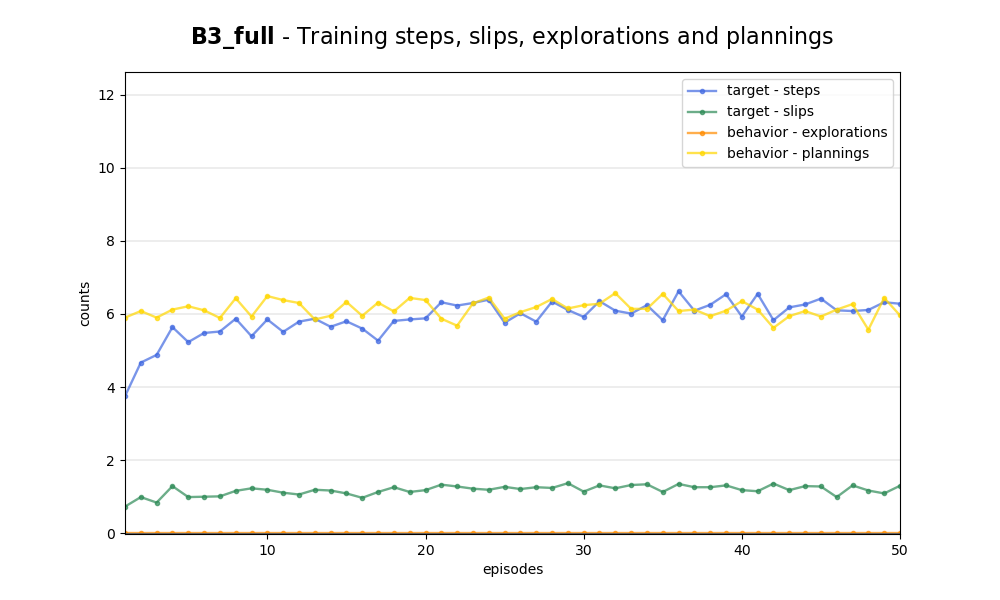 B3_full - Training steps, slips, explorations and plannings
target - steps
target - slips
behavior - explorations
behavior - plannings
counts
12
10
8
6
4
2
0
10 20 30 40 50
episodes